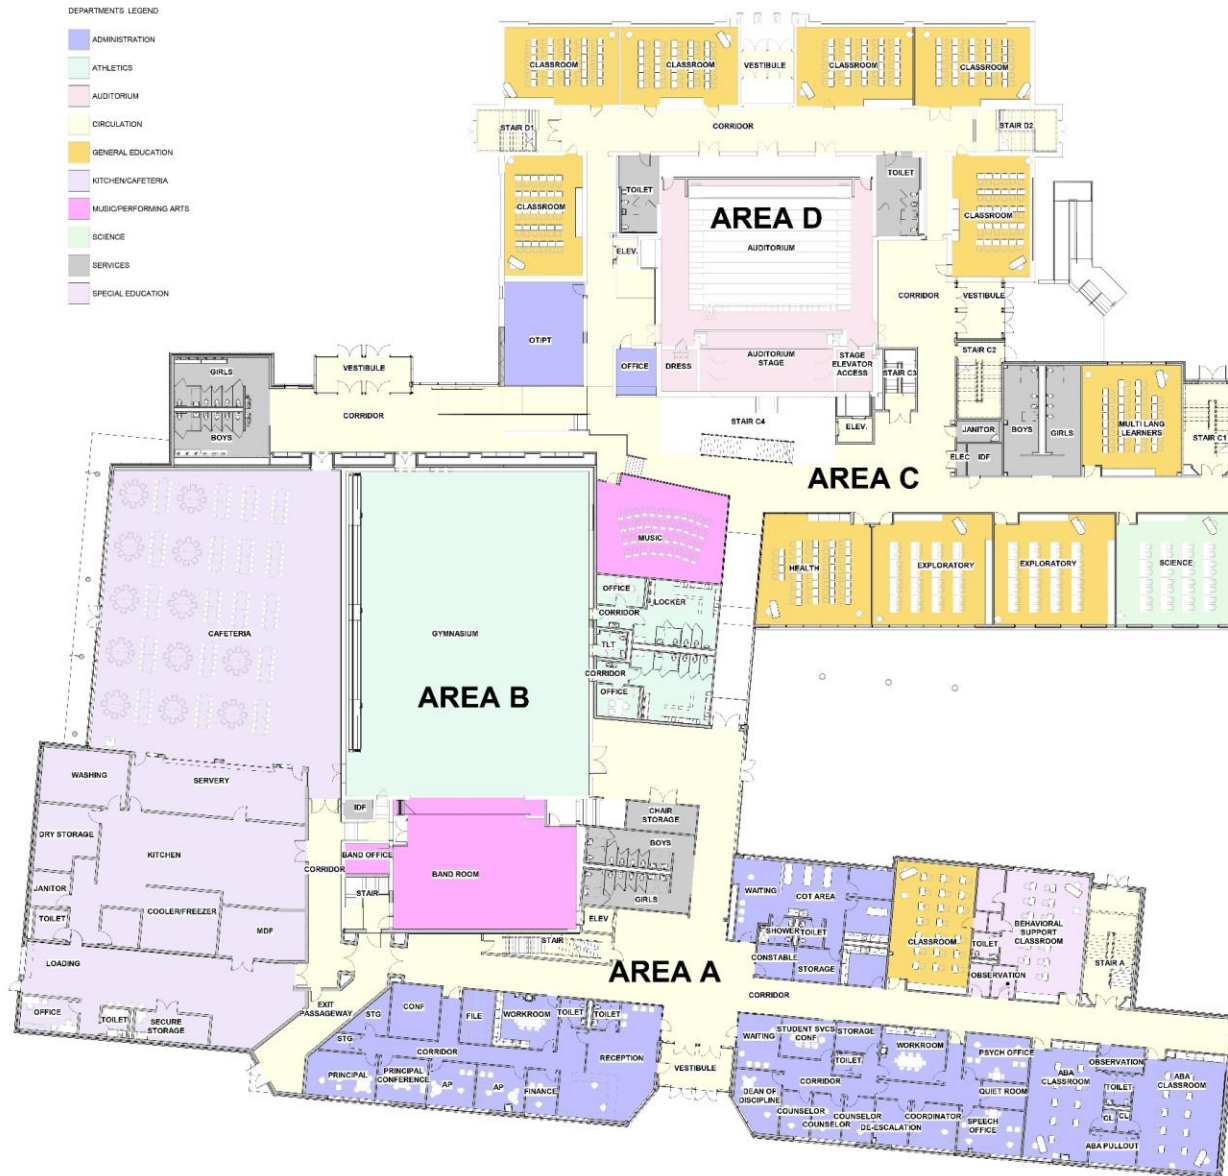 DEPARTMENTS LEGEND
ADMINISTRATION
ATHLETICS
AUDITORIUM
CIRCULATION
GENERAL EDUCATION
KITCHEN/CAFETERIA
MUSIC/PERFORMING ARTS
SCIENCE
SERVICES
SPECIAL EDUCATION
CLASSROOM
CLASSROOM
VESTIBULE
CLASSROOM
CLASSROOM
STAIR D1
CORRIDOR
STAIR D2
TOILET
TOILET
CLASSROOM
AREA D
CLASSROOM
ELEV.
AUDITORIUM
CORRIDOR
VESTIBULE
OT/PT
OFFICE
DRESS
AUDITORIUM
STAGE
STAGE
ELEVATOR
ACCESS
STAIR C3
STAIR C2
GIRLS
VESTIBULE
CORRIDOR
BOYS
STAIR C4
ELEV.
JANITOR
BOYS
GIRLS
MULTI LANG
LEARNERS
STAIR C1
ELEC
IDF
AREA C
MUSIC
HEALTH
EXPLORATORY
EXPLORATORY
SCIENCE
OFFICE
LOCKER
CORRIDOR
TLT
CORRIDOR
OFFICE
CAFETERIA
GYMNASIUM
AREA B
WASHING
SERVERY
DRY STORAGE
KITCHEN
JANITOR
TOILET
COOLER/FREEZER
MDF
LOADING
OFFICE
TOILET
SECURE
STORAGE
IDF
CORRIDOR
BAND OFFICE
STAIR
BAND ROOM
CHAIR
STORAGE
BOYS
GIRLS
ELEV
STAIR
AREA A
WAITING
COT AREA
SHOWER
TOILET
CONSTABLE
STORAGE
CLASSROOM
BEHAVIORAL
SUPPORT
CLASSROOM
TOILET
OBSERVATION
STAIR A
CORRIDOR
EXIT
PASSAGEWAY
STG
CONF
FILE
WORKROOM
TOILET
TOILET
STG
CORRIDOR
RECEPTION
PRINCIPAL
PRINCIPAL
CONFERENCE
AP
AP
FINANCE
VESTIBULE
WAITING
STUDENT SVCS
CONF
STORAGE
TOILET
WORKROOM
PSYCH OFFICE
CORRIDOR
QUIET ROOM
DEAN OF
DISCIPLINE
COUNSELOR
COUNSELOR
COUNSELOR
DE-ESCALATION
COORDINATOR
SPEECH
OFFICE
ABA
CLASSROOM
OBSERVATION
TOILET
CL
CL
ABA PULLOUT
ABA
CLASSROOM